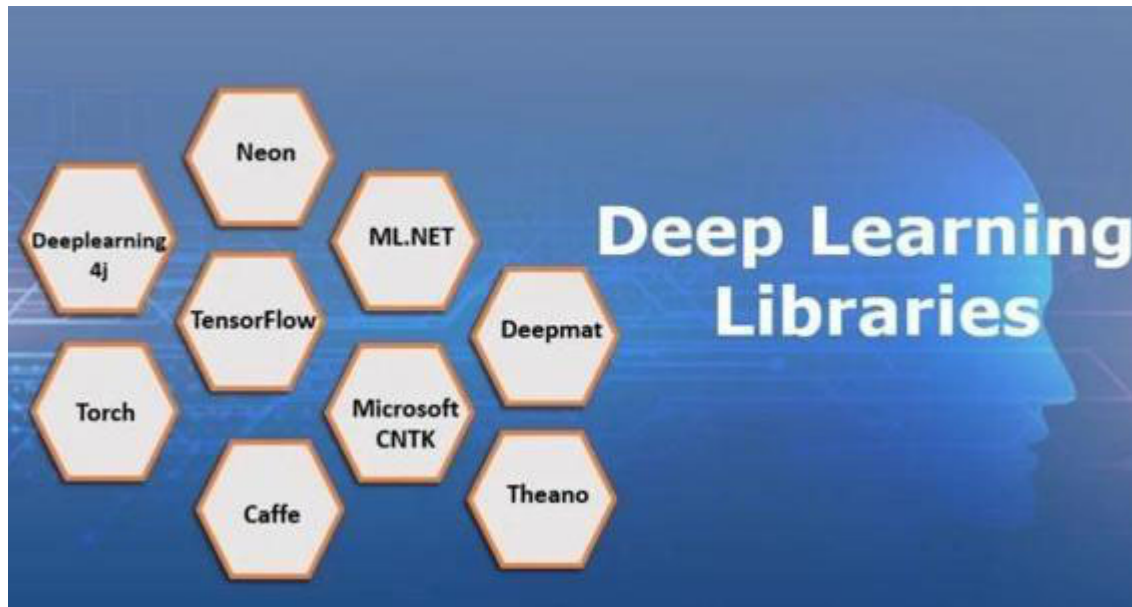 Neon
Deeplearning
4j
ML.NET
TensorFlow
Deepmat
Torch
Microsoft
CNTK
Caffe
Theano
Deep Learning
Libraries